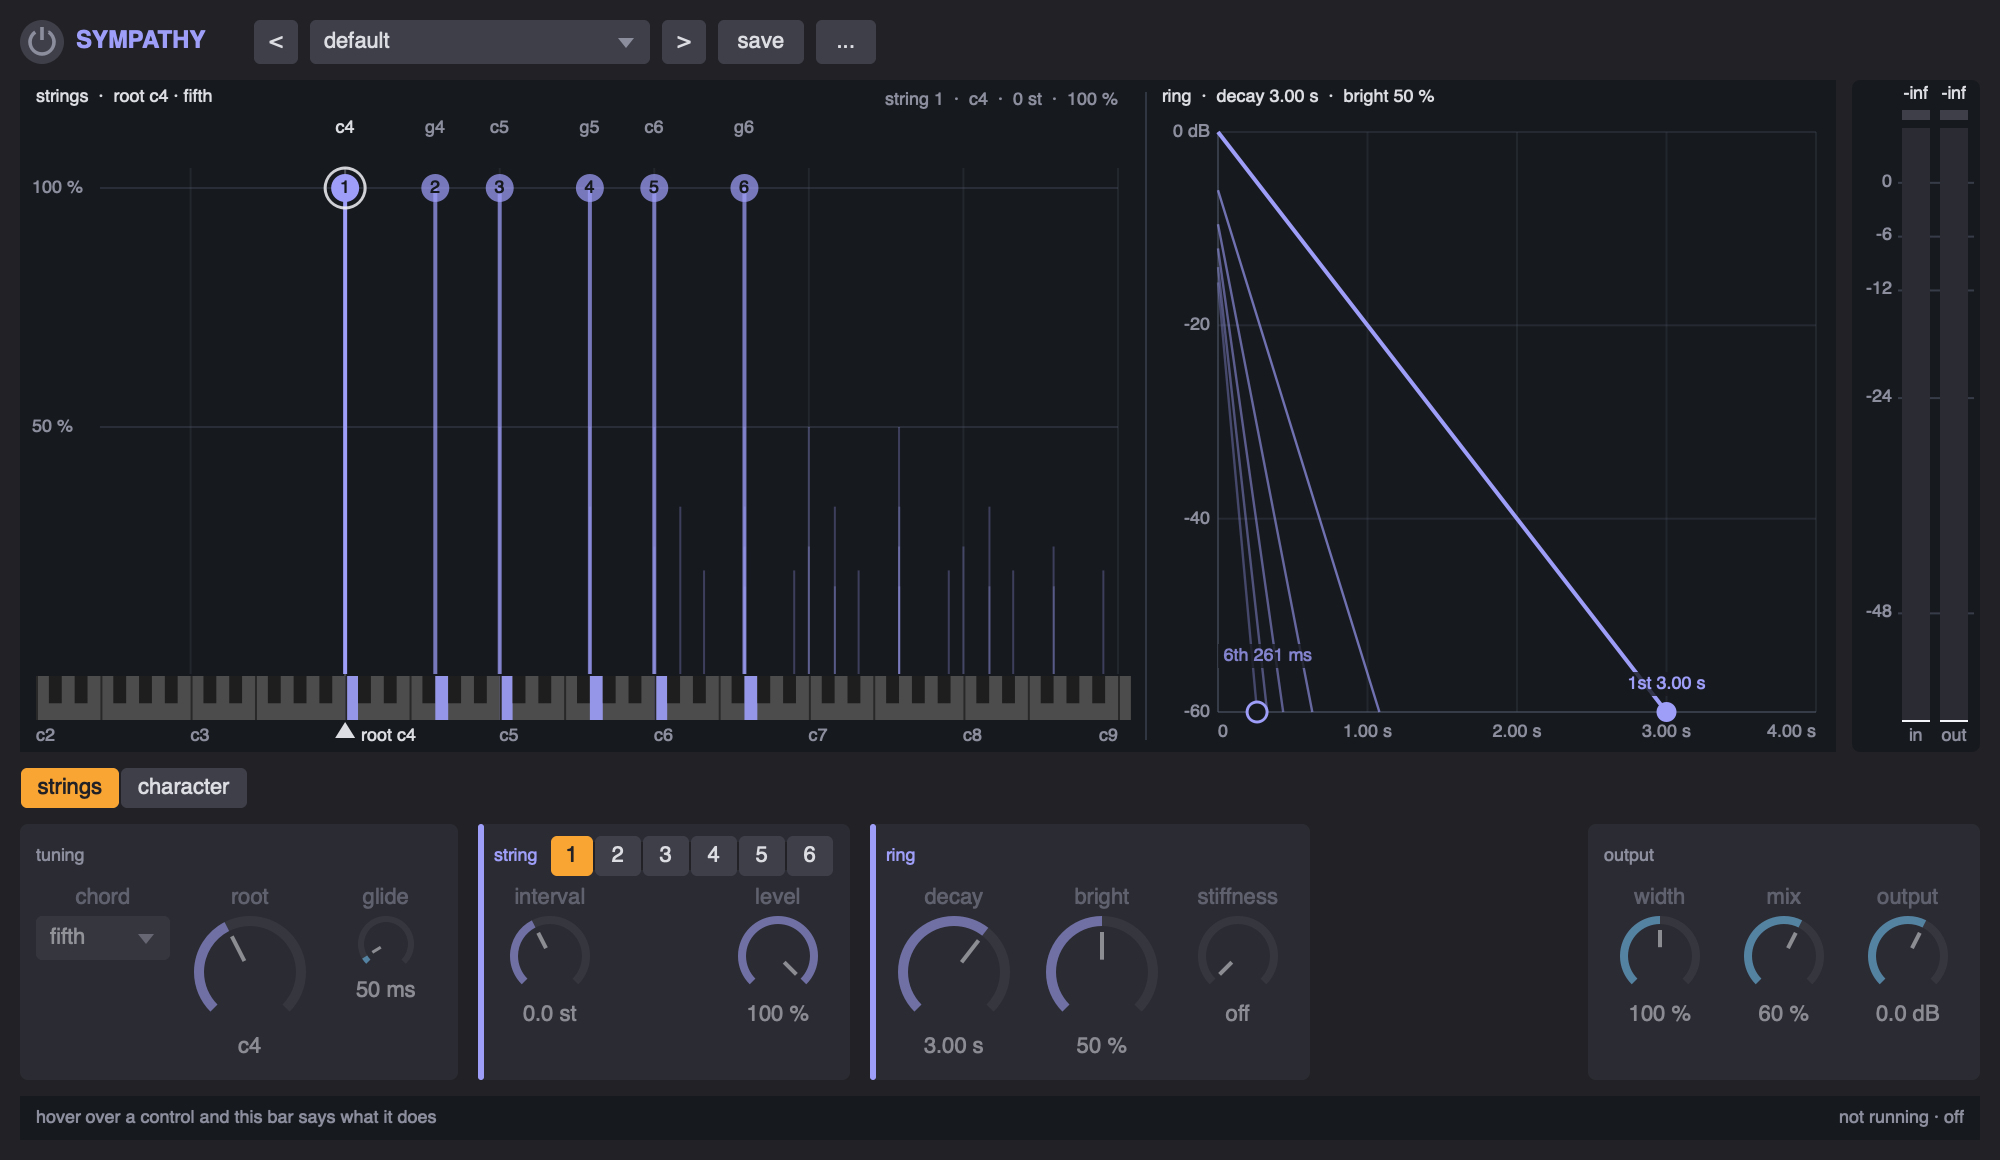 SYMPATHY < default > save ...
strings · root c4 · fifth
string 1 · c4 · 0 st · 100 %
c4 g4 c5 g5 c6 g6
100 %
1 2 3 4 5 6
50 %
c2 c3 root c4 c5 c6 c7 c8 c9
ring · decay 3.00 s · bright 50 %
0 dB
-20
-40
6th 261 ms
1st 3.00 s
-60
0 1.00 s 2.00 s 3.00 s 4.00 s
-inf -inf
0
-6
-12
-24
-48
in out
strings character
tuning
chord root glide
fifth
50 ms
c4
string 1 2 3 4 5 6
interval level
0.0 st 100 %
ring
decay bright stiffness
off
3.00 s 50 %
output
width mix output
100 % 60 % 0.0 dB
hover over a control and this bar says what it does
not running · off